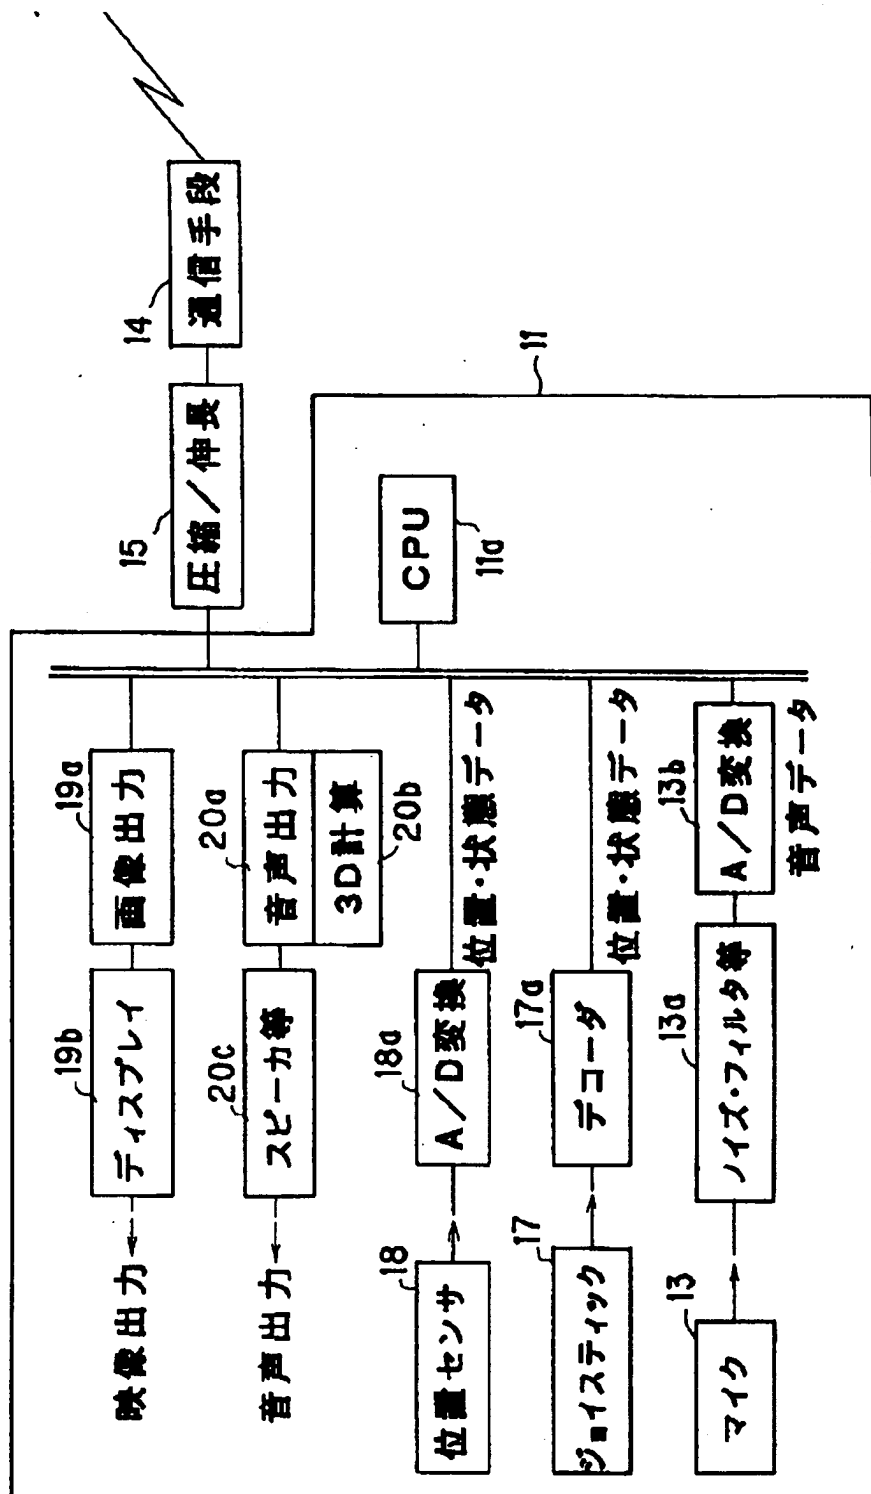 映像出力
ディスプレイ
19b
画像出力
19a
音声出力
スピーカ等
20c
音声出力
20a
3D計算
20b
圧縮/伸長
15
通信手段
14
CPU
11a
11
位置センサ
18
A/D変換
18a
位置・状態データ
ジョイスティック
17
デコーダ
17a
位置・状態データ
マイク
13
ノイズ・フィルタ等
13a
A/D変換
13b
音声データ